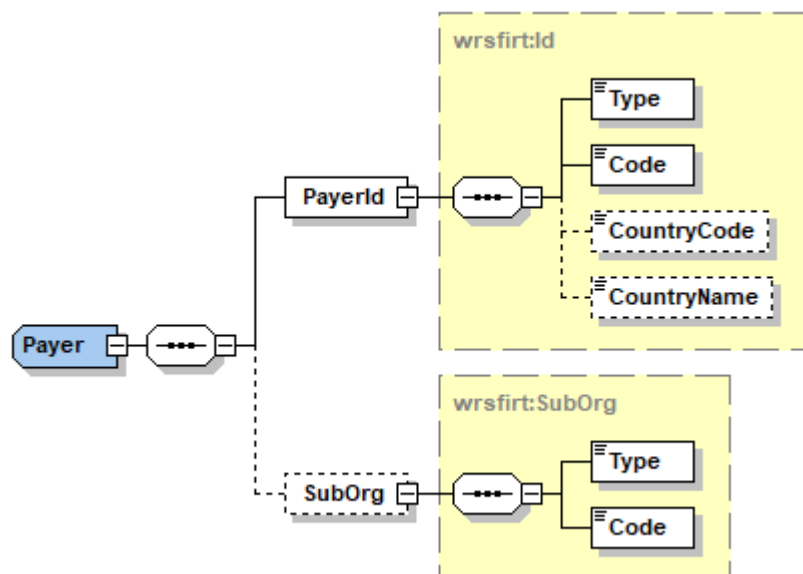 wrsfirt:Id
Type
Code
PayerId
CountryCode
CountryName
Payer
wrsfirt:SubOrg
Type
SubOrg
Code